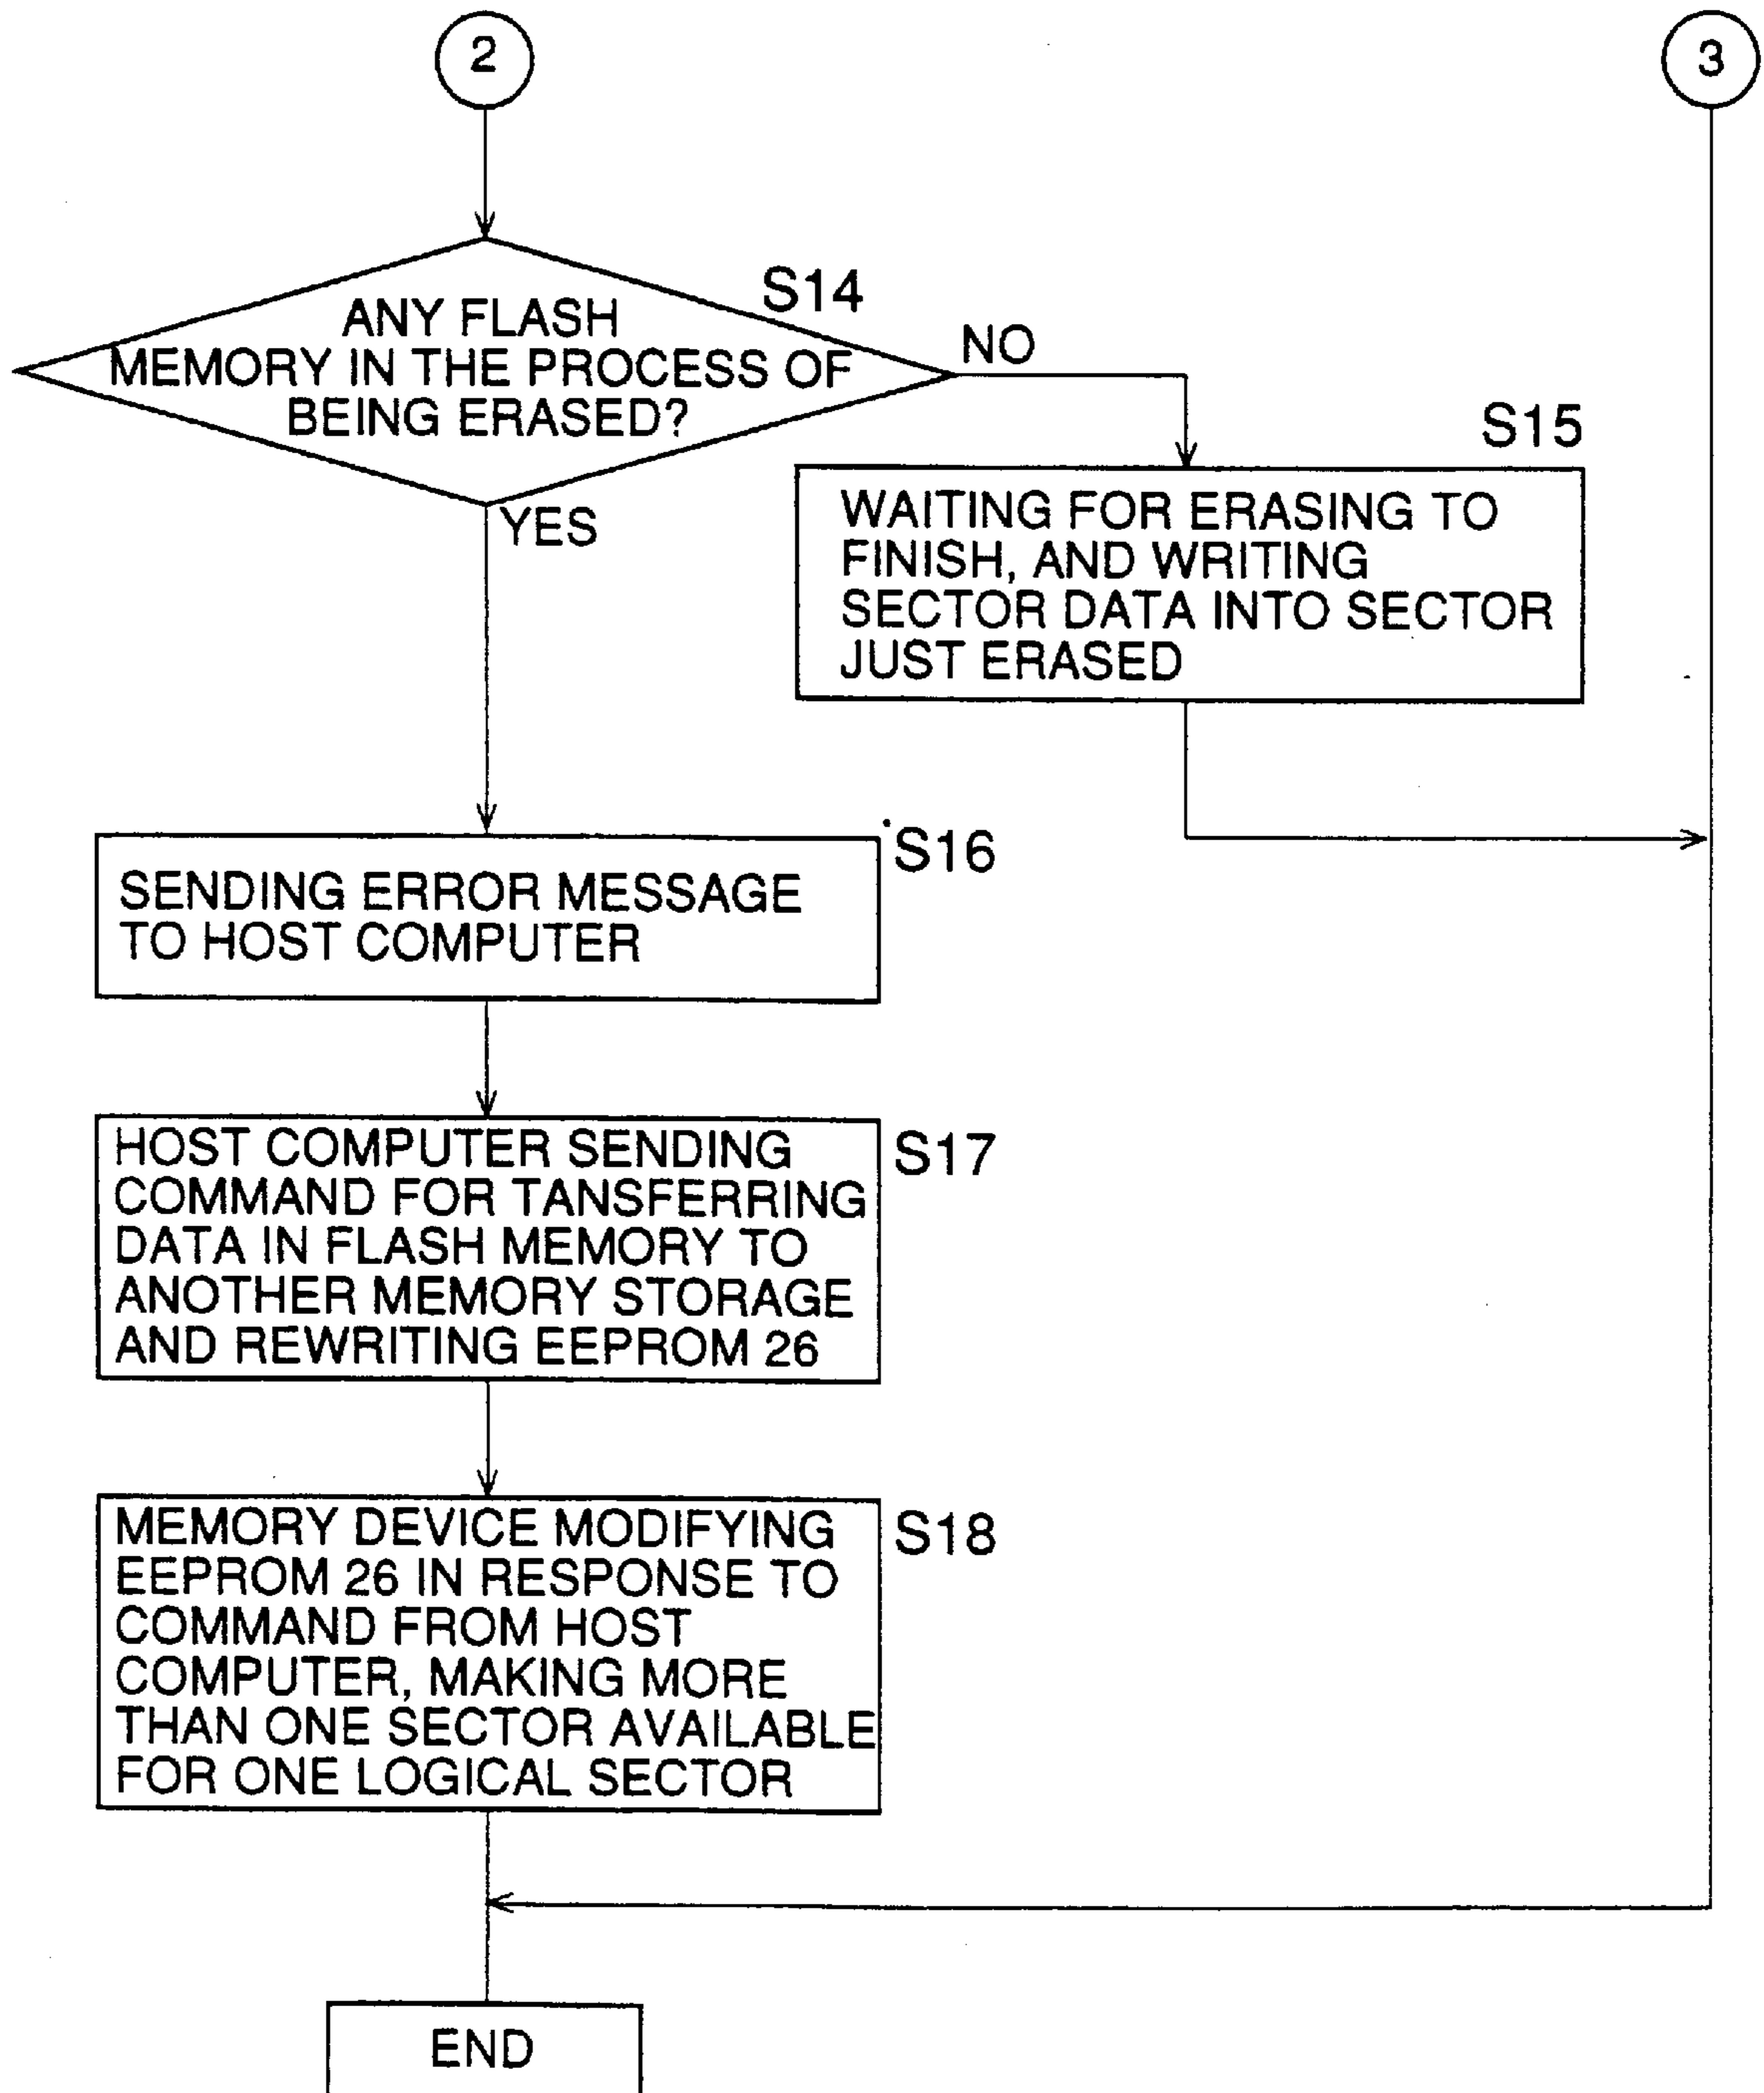 2
3
S14
ANY FLASH
MEMORY IN THE PROCESS OF
BEING ERASED?
NO
YES
S15
WAITING FOR ERASING TO
FINISH, AND WRITING
SECTOR DATA INTO SECTOR
JUST ERASED
S16
SENDING ERROR MESSAGE
TO HOST COMPUTER
S17
HOST COMPUTER SENDING
COMMAND FOR TANSFERRING
DATA IN FLASH MEMORY TO
ANOTHER MEMORY STORAGE
AND REWRITING EEPROM 26
S18
MEMORY DEVICE MODIFYING
EEPROM 26 IN RESPONSE TO
COMMAND FROM HOST
COMPUTER, MAKING MORE
THAN ONE SECTOR AVAILABLE
FOR ONE LOGICAL SECTOR
END